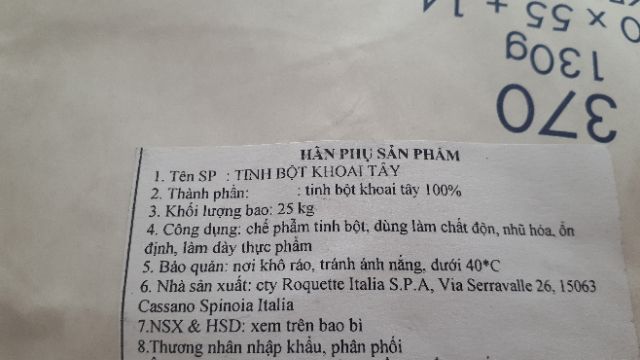 0 × 55 + 14
130g
370
HÀN PHỤ SẢN PHẨM
1. Tên SP : TINH BỘT KHOAI TÂY
2. Thành phần: : tinh bột khoai tây 100%
3. Khối lượng bao: 25 kg
4. Công dụng: chế phẩm tinh bột, dùng làm chất độn, nhũ hóa, ổn
định, làm dày thực phẩm
5. Bảo quản: nơi khô ráo, tránh ánh nắng, dưới 40*C
6. Nhà sản xuất: cty Roquette Italia S.P.A, Via Serravalle 26, 15063
Cassano Spinoia Italia
7.NSX & HSD: xem trên bao bì
8.Thương nhân nhập khẩu, phân phối